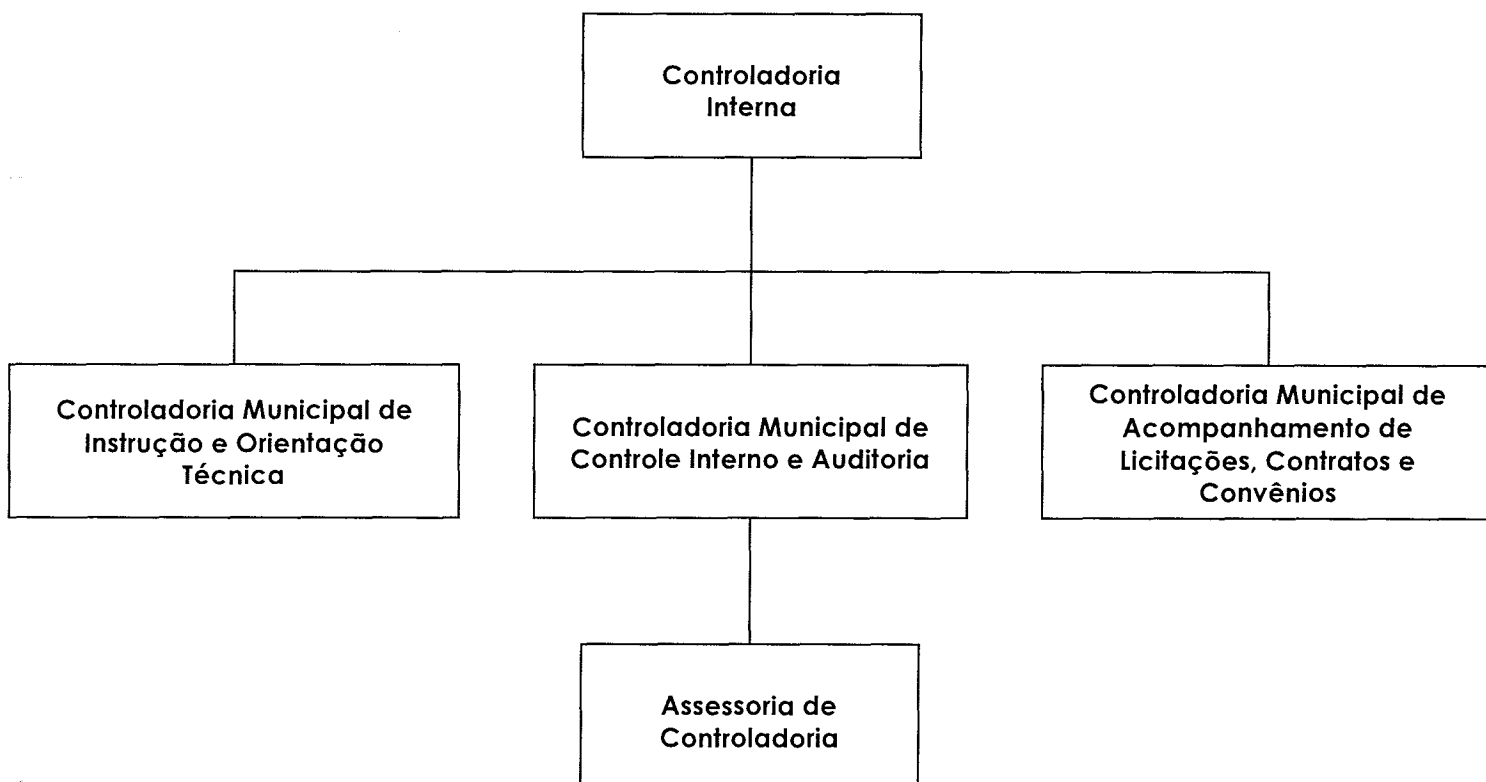 Controladoria
Interna
Controladoria Municipal de
Instrução e Orientação
Técnica
Controladoria Municipal de
Controle Interno e Auditoria
Controladoria Municipal de
Acompanhamento de
Licitações, Contratos e
Convênios
Assessoria de
Controladoria